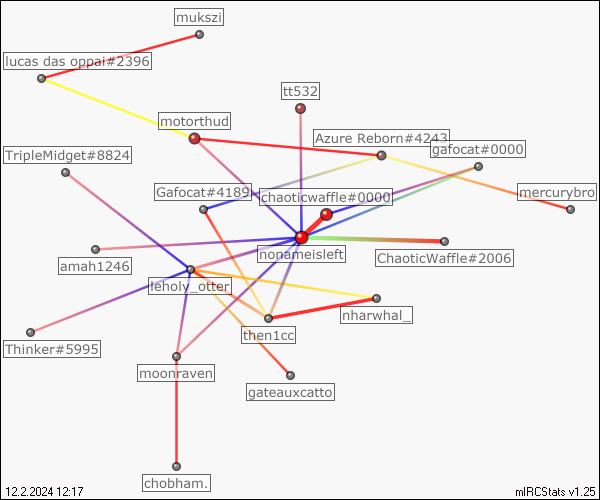 mukszi
lucas das oppai#2396
tt532
motorthud
Azure Reborn#4243
gafocat#0000
TripleMidget#8824
Gafocat#4189
chaoticwaffle#0000
mercurybro
nonameisleft
amah1246
ChaoticWaffle#2006
leholy_otter
nharwhal_
then1cc
Thinker#5995
moonraven
gateauxcatto
chobham.
12.2.2024 12:17
mIRCStats v1.25